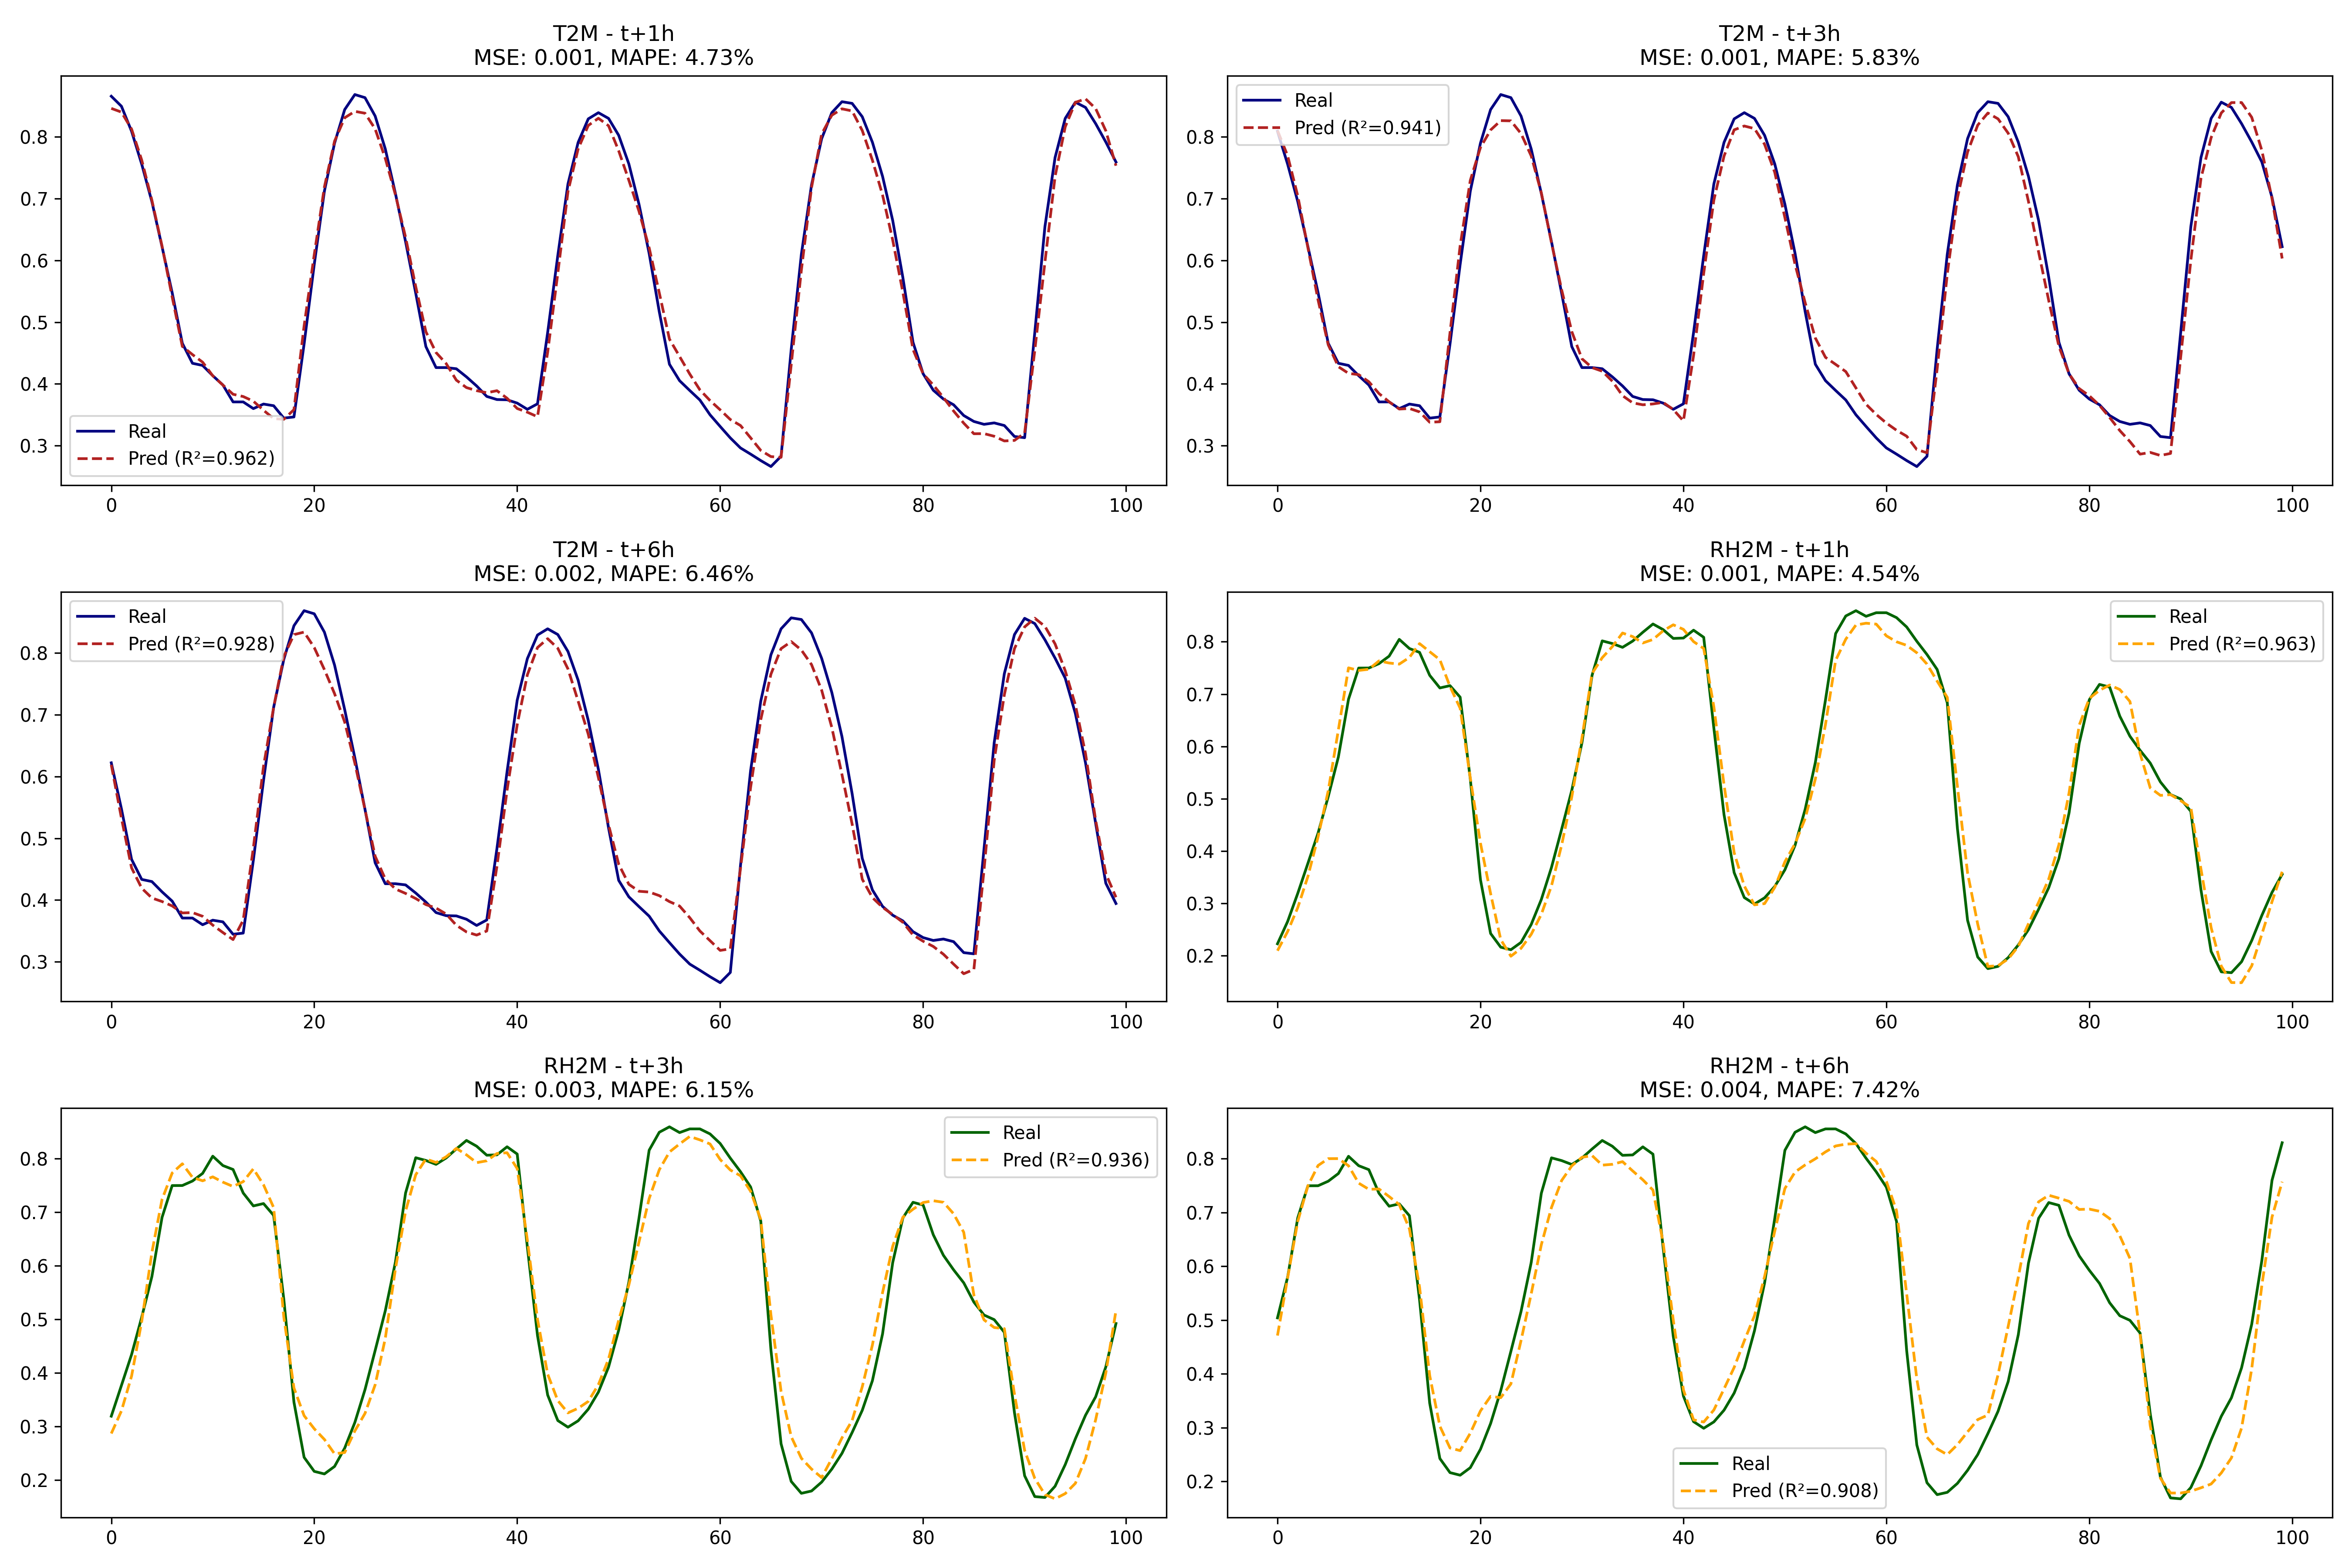 T2M - t+1h
MSE: 0.001, MAPE: 4.73%
0.8
0.7
0.6
0.5
0.4
0.3
Real
Pred (R²=0.962)
0 20 40 60 80 100
T2M - t+3h
MSE: 0.001, MAPE: 5.83%
Real
Pred (R²=0.941)
0.8
0.7
0.6
0.5
0.4
0.3
0 20 40 60 80 100
T2M - t+6h
MSE: 0.002, MAPE: 6.46%
Real
Pred (R²=0.928)
0.8
0.7
0.6
0.5
0.4
0.3
0 20 40 60 80 100
RH2M - t+1h
MSE: 0.001, MAPE: 4.54%
Real
Pred (R²=0.963)
0.8
0.7
0.6
0.5
0.4
0.3
0.2
0 20 40 60 80 100
RH2M - t+3h
MSE: 0.003, MAPE: 6.15%
Real
Pred (R²=0.936)
0.8
0.7
0.6
0.5
0.4
0.3
0.2
0 20 40 60 80 100
RH2M - t+6h
MSE: 0.004, MAPE: 7.42%
0.8
0.7
0.6
0.5
0.4
0.3
0.2
Real
Pred (R²=0.908)
0 20 40 60 80 100